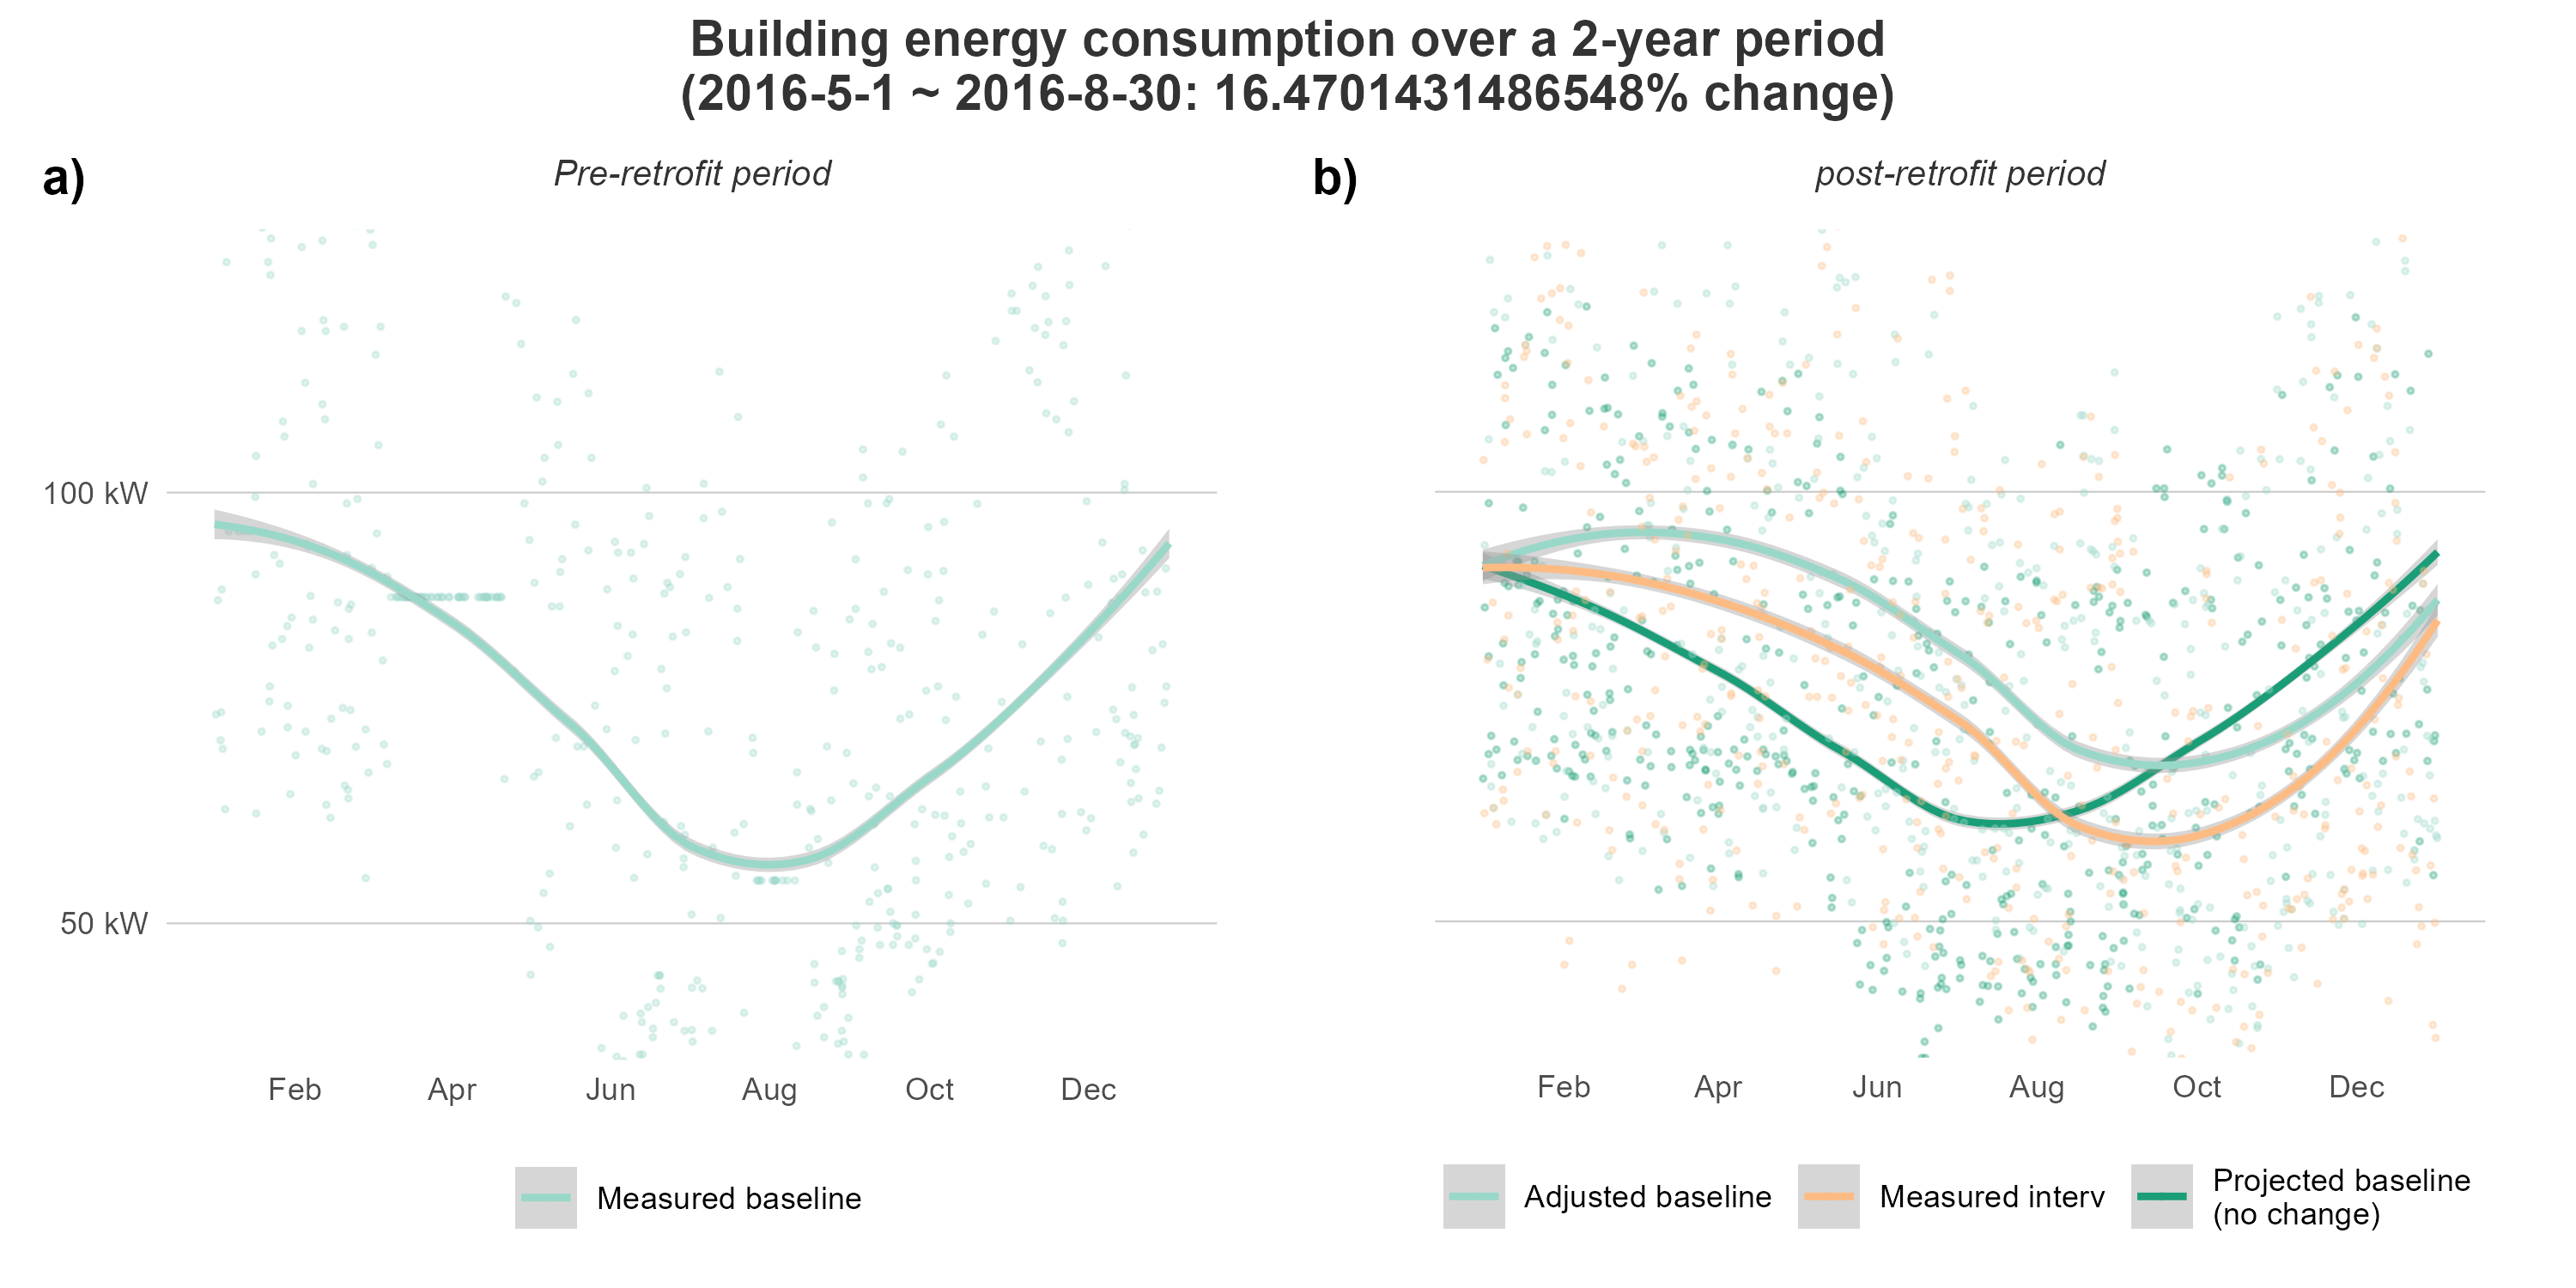 Building energy consumption over a 2-year period
(2016-5-1 ~ 2016-8-30: 16.4701431486548% change)
a)
Pre-retrofit period
100 kW
50 kW
Feb Apr Jun Aug Oct Dec
Measured baseline
b)
post-retrofit period
Feb Apr Jun Aug Oct Dec
Adjusted baseline
Measured interv
Projected baseline
(no change)